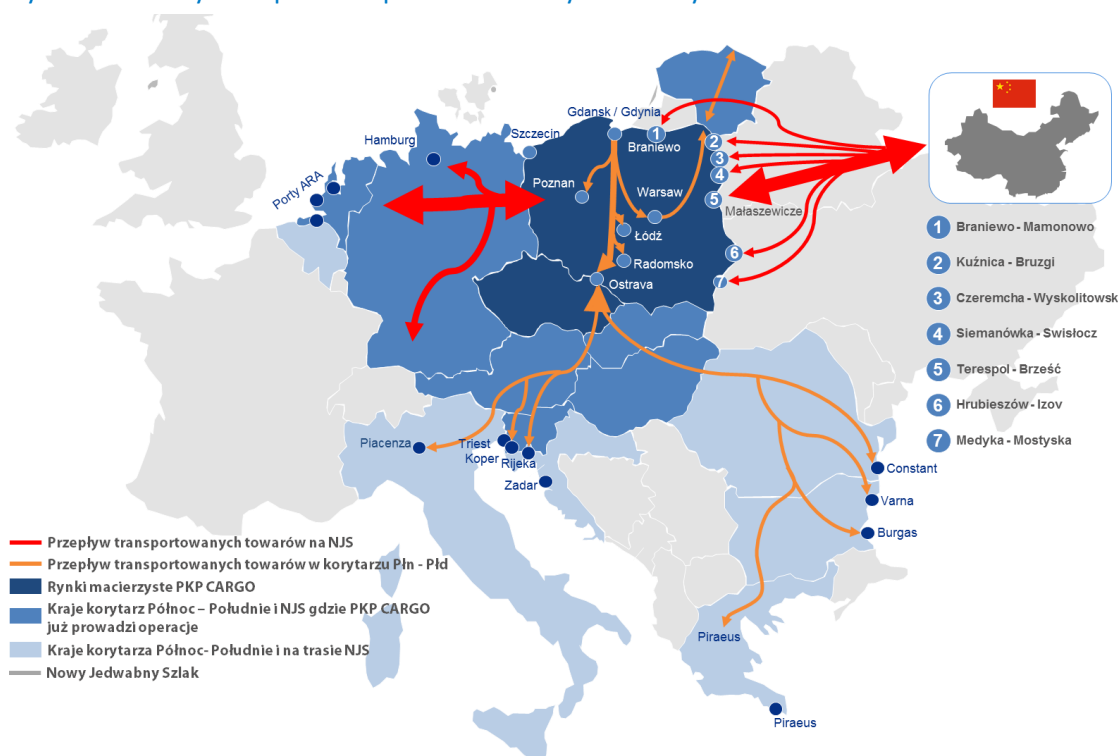 Gdansk / Gdynia
Hamburg
Szczecin
1
Braniewo
2
3
4
5
Porty ARA
Poznan
Warsaw
Małaszewicze
Łódź
Radomsko
Ostrava
6
7
1 Braniewo - Mamonowo
2 Kuźnica - Bruzgi
3 Czeremcha - Wyskolitowsk
4 Siemanówka - Swisłocz
5 Terespol - Brześć
6 Hrubieszów - Izov
7 Medyka - Mostyska
Piacenza
Triest
Koper
Rijeka
Zadar
Constant
Varna
Burgas
Piraeus
Piraeus
Przepływ transportowanych towarów na NJS
Przepływ transportowanych towarów w korytarzu Płn - Płd
Rynki macierzyste PKP CARGO
Kraje korytarz Północ – Południe i NJS gdzie PKP CARGO
już prowadzi operacje
Kraje korytarza Północ- Południe i na trasie NJS
Nowy Jedwabny Szlak